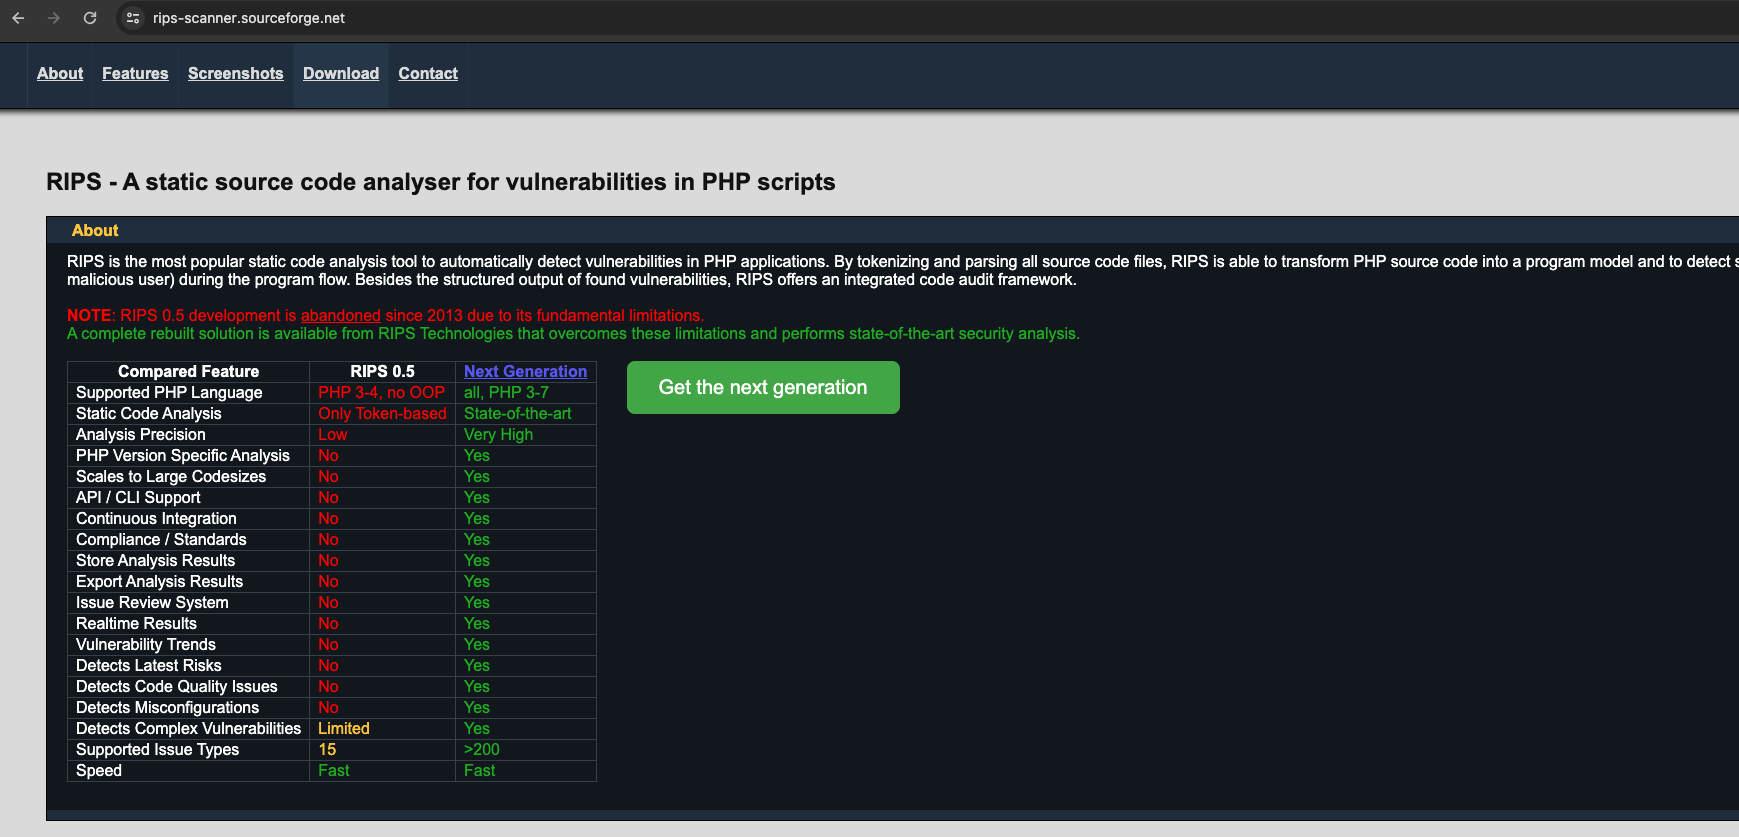 rips-scanner.sourceforge.net
About Features Screenshots Download Contact
RIPS - A static source code analyser for vulnerabilities in PHP scripts
About
RIPS is the most popular static code analysis tool to automatically detect vulnerabilities in PHP applications. By tokenizing and parsing all source code files, RIPS is able to transform PHP source code into a program model and to detect
malicious user) during the program flow. Besides the structured output of found vulnerabilities, RIPS offers an integrated code audit framework.
NOTE: RIPS 0.5 development is abandoned since 2013 due to its fundamental limitations.
A complete rebuilt solution is available from RIPS Technologies that overcomes these limitations and performs state-of-the-art security analysis.
Compared Feature RIPS 0.5 Next Generation
Supported PHP Language PHP 3-4, no OOP all, PHP 3-7
Static Code Analysis Only Token-based State-of-the-art
Analysis Precision Low Very High
PHP Version Specific Analysis No Yes
Scales to Large Codesizes No Yes
API / CLI Support No Yes
Continuous Integration No Yes
Compliance / Standards No Yes
Store Analysis Results No Yes
Export Analysis Results No Yes
Issue Review System No Yes
Realtime Results No Yes
Vulnerability Trends No Yes
Detects Latest Risks No Yes
Detects Code Quality Issues No Yes
Detects Misconfigurations No Yes
Detects Complex Vulnerabilities Limited Yes
Supported Issue Types 15 >200
Speed Fast Fast
Get the next generation